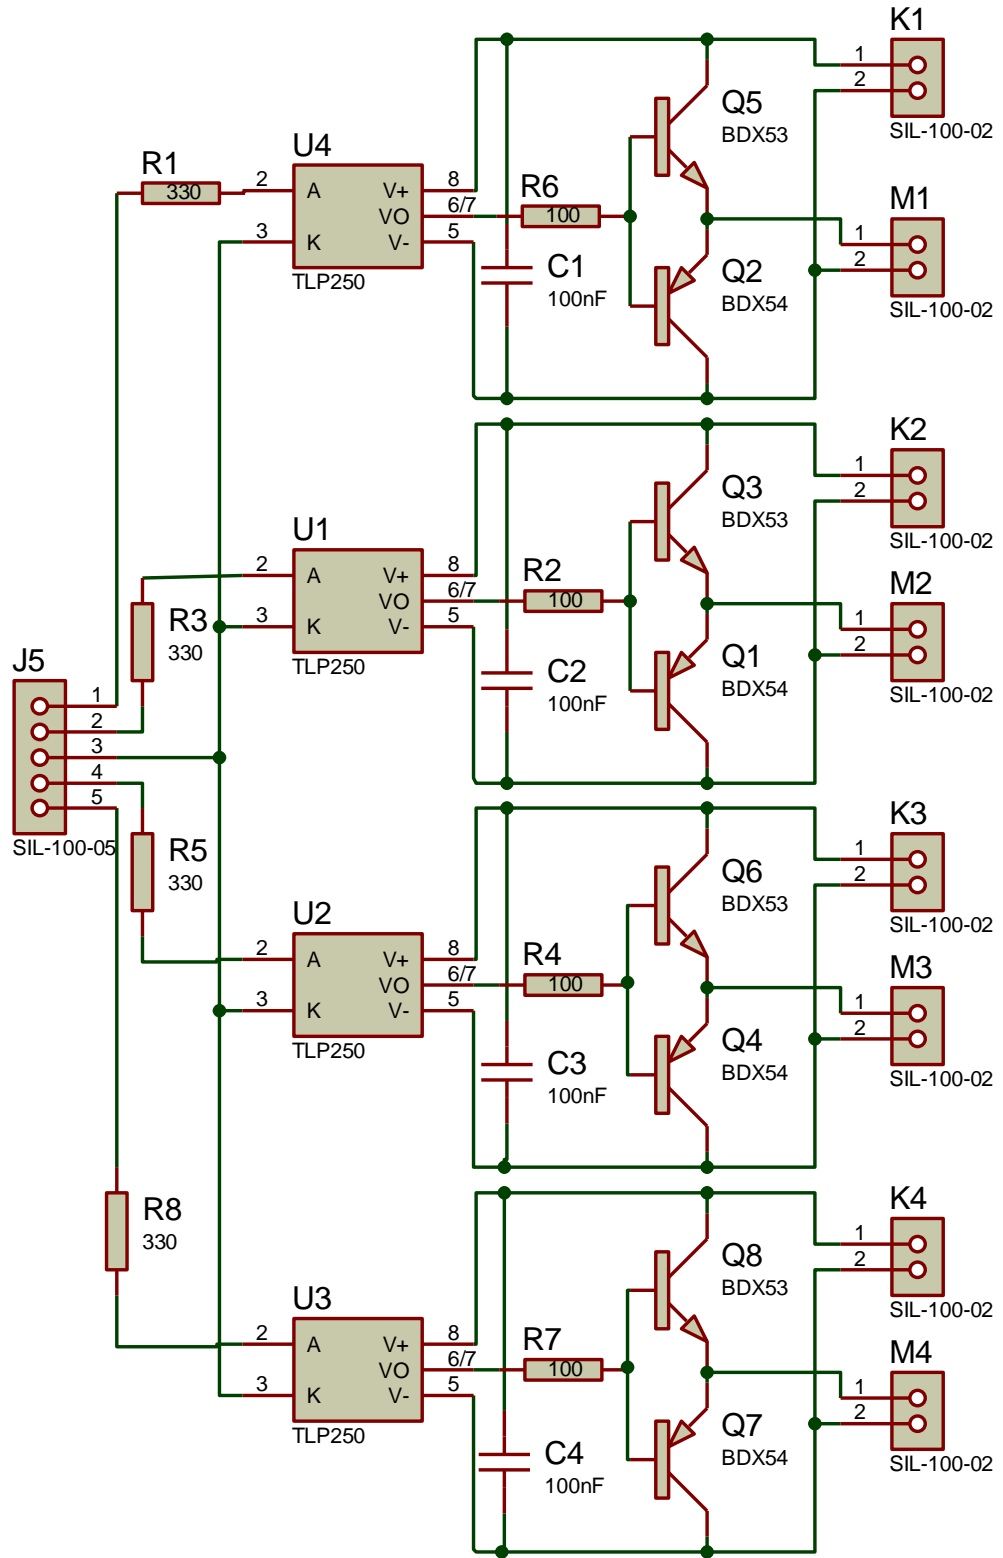 K1
1
2
SIL-100-02
Q5
BDX53
U4
R1
330
2
A
V+
8
R6
100
VO
6/7
3
K
V-
5
TLP250
M1
1
2
SIL-100-02
C1
100nF
Q2
BDX54
K2
1
2
SIL-100-02
Q3
BDX53
U1
2
A
V+
8
R2
100
VO
6/7
3
K
V-
5
TLP250
R3
330
M2
1
2
SIL-100-02
C2
100nF
Q1
BDX54
J5
1
2
3
4
5
SIL-100-05
R5
330
K3
1
2
SIL-100-02
Q6
BDX53
U2
2
A
V+
8
R4
100
VO
6/7
3
K
V-
5
TLP250
M3
1
2
SIL-100-02
C3
100nF
Q4
BDX54
R8
330
K4
1
2
SIL-100-02
Q8
BDX53
U3
2
A
V+
8
R7
100
VO
6/7
3
K
V-
5
TLP250
M4
1
2
SIL-100-02
C4
100nF
Q7
BDX54